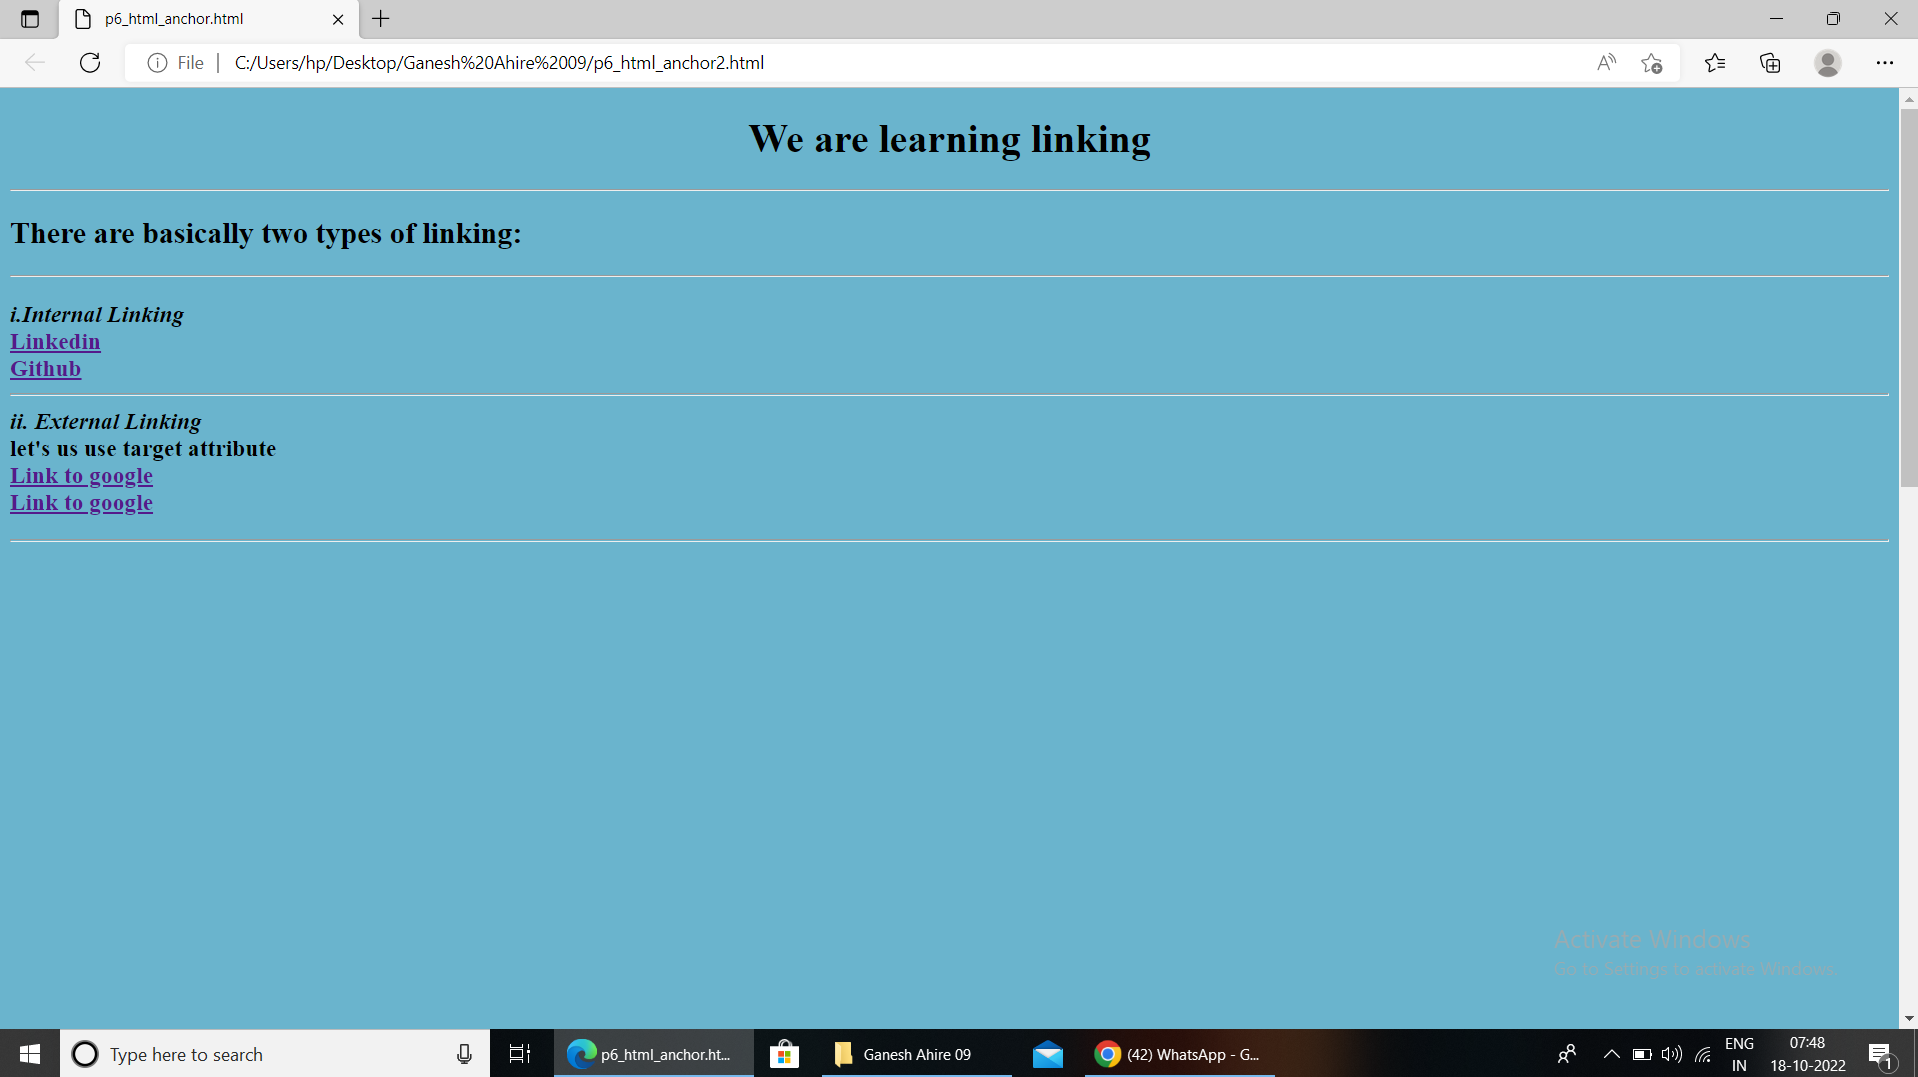 p6_html_anchor.html
File
C:/Users/hp/Desktop/Ganesh%20Ahire%2009/p6_html_anchor2.html
We are learning linking
There are basically two types of linking:
i.Internal Linking
Linkedin
Github
ii. External Linking
let's us use target attribute
Link to google
Link to google
Activate Windows
Go to Settings to activate Windows.
Type here to search
p6_html_anchor.ht...
Ganesh Ahire 09
(42) WhatsApp - G...
ENG
IN
07:48
18-10-2022
1